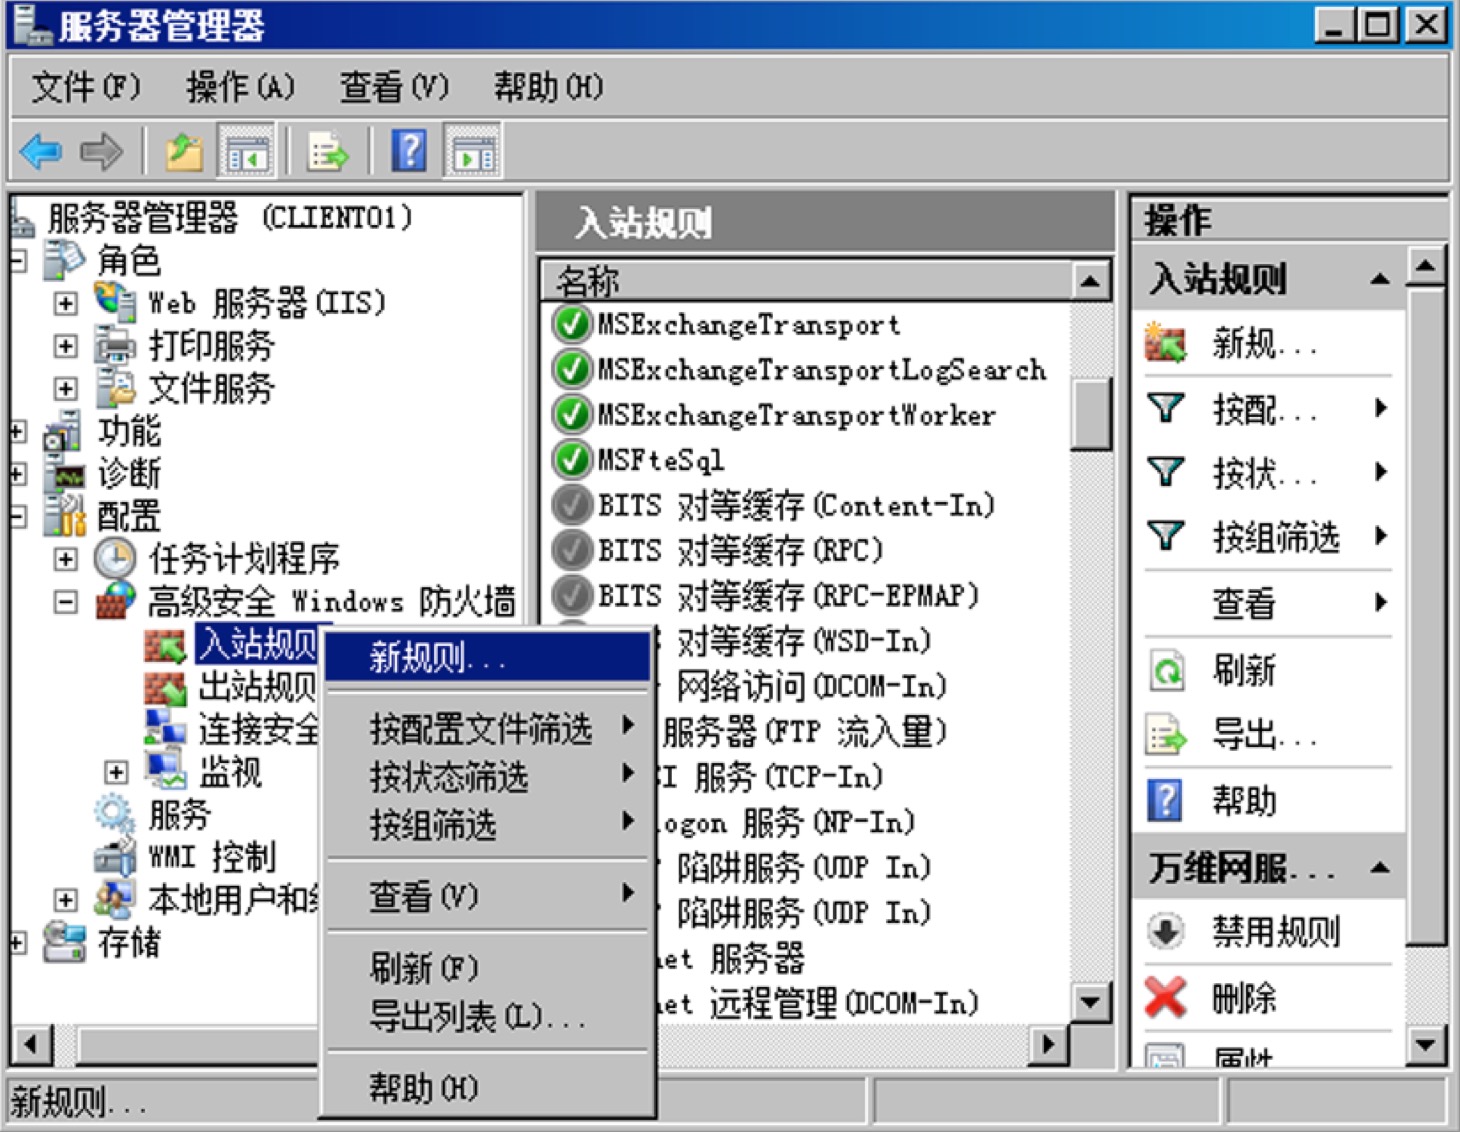 服务器管理器
文件(F) 操作(A) 查看(V) 帮助(H)
服务器管理器 (CLIENT01)
角色
Web 服务器(IIS)
打印服务
文件服务
功能
诊断
配置
任务计划程序
高级安全 Windows 防火墙
入站规则
出站规则
连接安全
监视
服务
WMI 控制
本地用户和
存储
新规则...
按配置文件筛选
按状态筛选
按组筛选
查看(V)
刷新(F)
导出列表(L)...
帮助(H)
入站规则
名称
MSExchangeTransport
MSExchangeTransportLogSearch
MSExchangeTransportWorker
MSFteSql
BITS 对等缓存(Content-In)
BITS 对等缓存(RPC)
BITS 对等缓存(RPC-EPMAP)
对等缓存(WSD-In)
网络访问(DCOM-In)
服务器(FTP 流入量)
I 服务(TCP-In)
ogon 服务(NP-In)
陷阱服务(UDP In)
陷阱服务(UDP In)
net 服务器
net 远程管理(DCOM-In)
操作
入站规则
新规...
按配...
按状...
按组筛选
查看
刷新
导出...
帮助
万维网服...
禁用规则
删除
属性
新规则...